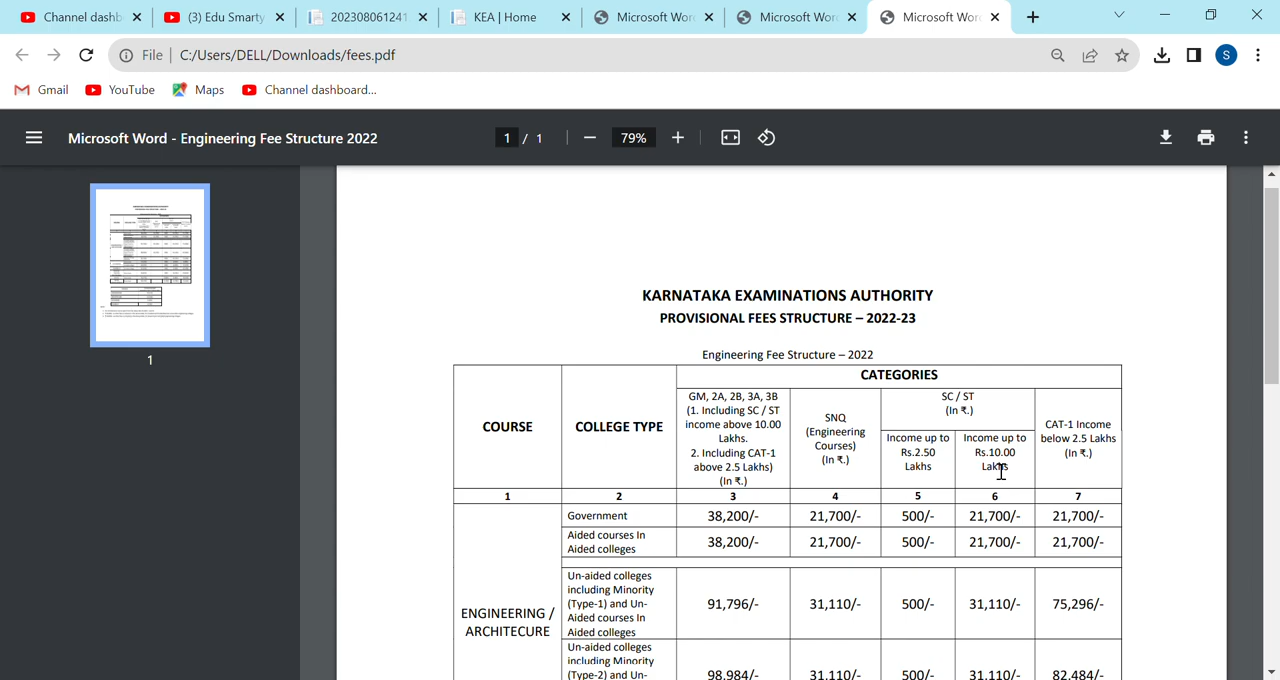 Channel dashb
(3) Edu Smarty
202308061241
KEA | Home
Microsoft Wor
Microsoft Wor
Microsoft Wor
File | C:/Users/DELL/Downloads/fees.pdf
S
Gmail
YouTube
Maps
Channel dashboard...
Microsoft Word - Engineering Fee Structure 2022
1 / 1
79%
1
KARNATAKA EXAMINATIONS AUTHORITY
PROVISIONAL FEES STRUCTURE – 2022-23
Engineering Fee Structure – 2022
COURSE
COLLEGE TYPE
CATEGORIES
GM, 2A, 2B, 3A, 3B
(1. Including SC / ST
income above 10.00
Lakhs.
2. Including CAT-1
above 2.5 Lakhs)
(In ₹.)
SNQ
(Engineering
Courses)
(In ₹.)
SC / ST
(In ₹.)
Income up to
Rs.2.50
Lakhs
Income up to
Rs.10.00
Lakhs
CAT-1 Income
below 2.5 Lakhs
(In ₹.)
1 2 3 4 5 6 7
Government 38,200/- 21,700/- 500/- 21,700/- 21,700/-
Aided courses In
Aided colleges
38,200/- 21,700/- 500/- 21,700/- 21,700/-
ENGINEERING /
ARCHITECURE
Un-aided colleges
including Minority
(Type-1) and Un-
Aided courses In
Aided colleges
91,796/- 31,110/- 500/- 31,110/- 75,296/-
Un-aided colleges
including Minority
(Type-2) and Un-
98,984/- 31,110/- 500/- 31,110/- 82,484/-